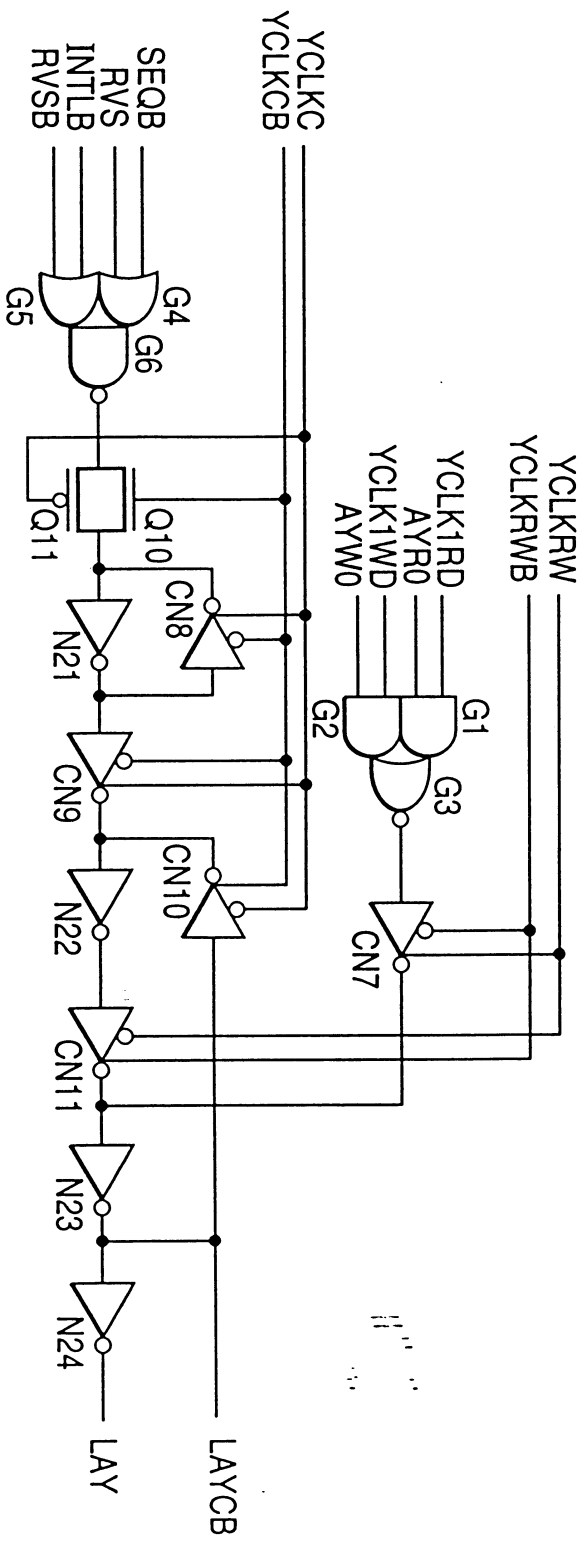 YCLKRW
YCLKRWB
YCLK1RD
AYR0
YCLK1WD
AYW0
G1
G2
G3
CN7
YCLKC
YCLKCB
SEQB
RVS
INTLB
RVSB
G4
G5
G6
Q10
Q11
CN8
N21
CN9
CN10
N22
CN11
N23
N24
LAYCB
LAY